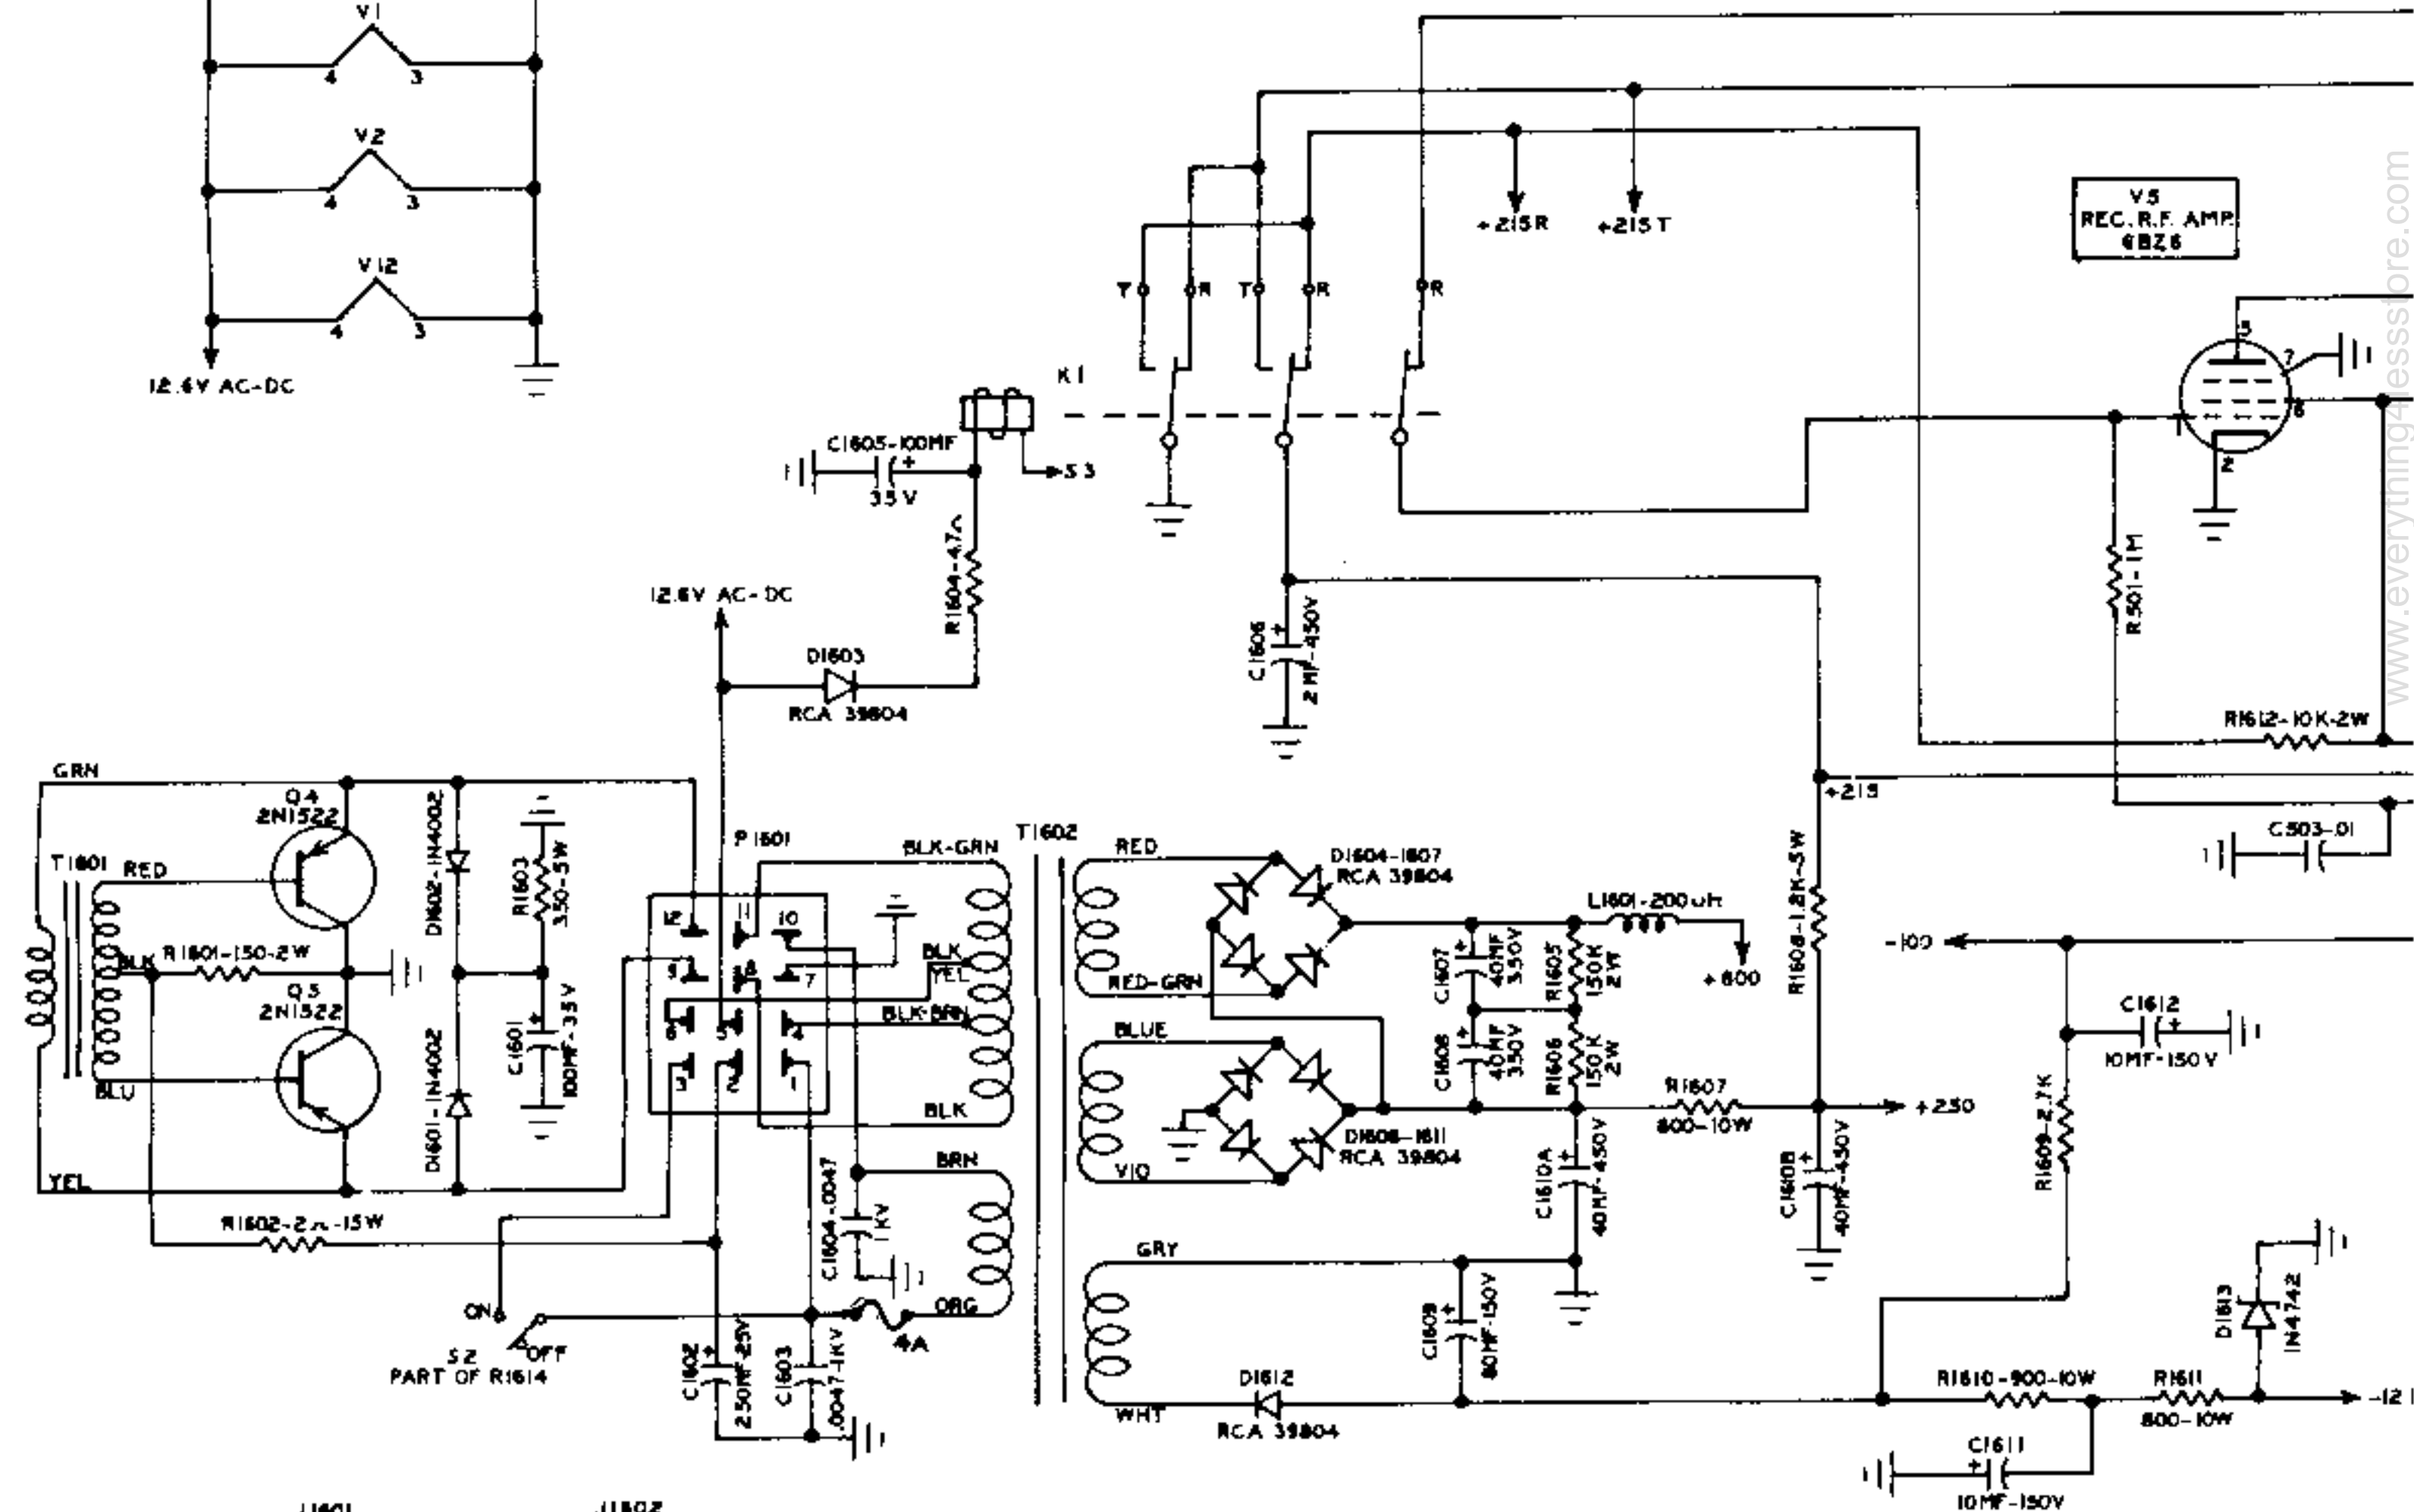 V1
4
3
V2
4
3
V12
4
3
12.6V AC-DC
+215R
+215T
V5
REC. R.F. AMP.
6BZ6
T
R
T
R
R
K1
5
7
6
1
2
C1605-100MF
+
35V
S3
R1604-47Ω
R501-1M
12.6V AC-DC
D1603
RCA 39804
C1606
+
2MF-450V
R1612-10K-2W
+215
C503-.01
GRN
Q4
2N1522
D1602-1N4002
R1603
350-5W
T1601
RED
BLK
R1601-150-2W
Q3
2N1522
BLU
D1601-1N4002
C1601
+
100MF-35V
YEL
R1602-2Ω-15W
P1601
12
11
10
9
8
7
6
5
4
3
2
1
BLK-GRN
BLK
YEL
BLK-BRN
BLK
BRN
ORG
T1602
RED
RED-GRN
BLUE
VIO
GRY
WHT
D1604-1607
RCA 39804
D1608-1611
RCA 39804
L1601-200uH
+800
C1607
+
40MF
350V
R1605
150K
2W
C1608
+
40MF
350V
R1606
150K
2W
R1607
800-10W
R1608-1.2K-5W
+250
C1610A
+
40MF-450V
C1610B
+
40MF-450V
-100
C1612
+
10MF-150V
R1609-2.7K
C1604-.0047
1KV
4A
ON
OFF
S2
PART OF R1614
C1602
+
250MF-25V
C1603
.0047-1KV
C1609
+
80MF-150V
D1612
RCA 39804
D1613
1N4742
R1610-900-10W
R1611
800-10W
-12
C1611
+
10MF-150V
J1601
J1602
www.everything4lessstore.com